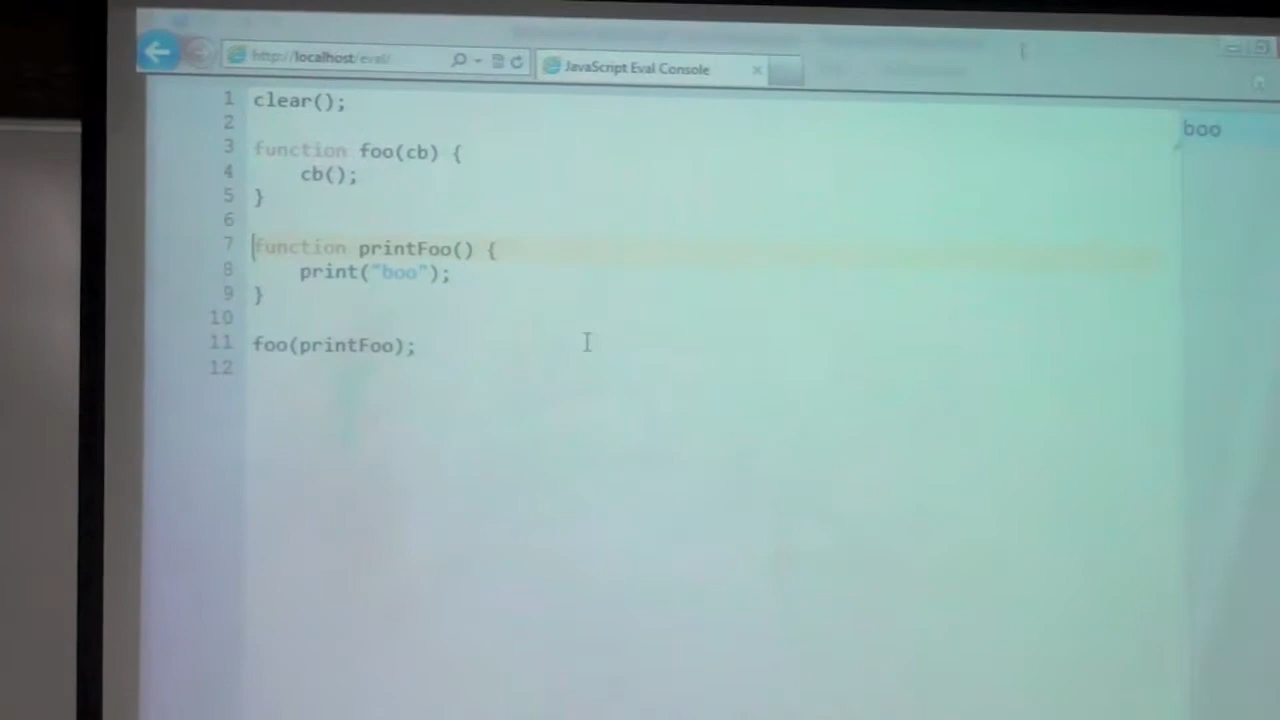 http://localhost/eval/
JavaScript Eval Console
1 clear();
2
3 function foo(cb) {
4     cb();
5 }
6
7 function printFoo() {
8     print("boo");
9 }
10
11 foo(printFoo);
12
boo